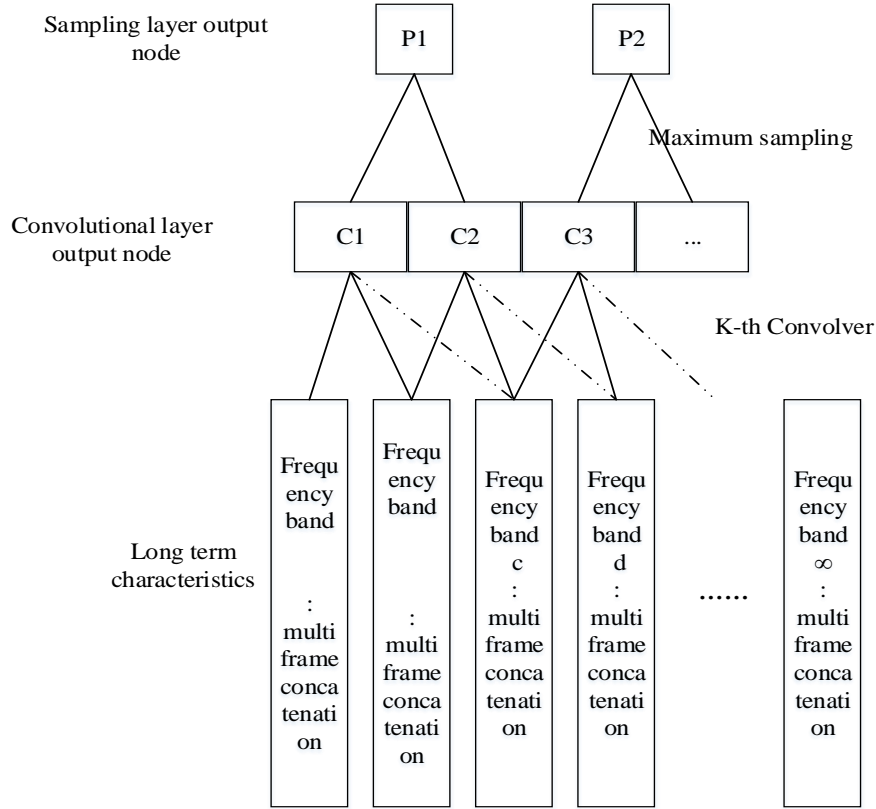 Sampling layer output
node
P1
P2
Maximum sampling
Convolutional layer
output node
C1
C2
C3
...
K-th Convolver
Long term
characteristics
Frequ
ency
band
:
multi
frame
conca
tenati
on
Frequ
ency
band
:
multi
frame
conca
tenati
on
Frequ
ency
band
c
:
multi
frame
conca
tenati
on
Frequ
ency
band
d
:
multi
frame
conca
tenati
on
......
Frequ
ency
band
∞
:
multi
frame
conca
tenati
on